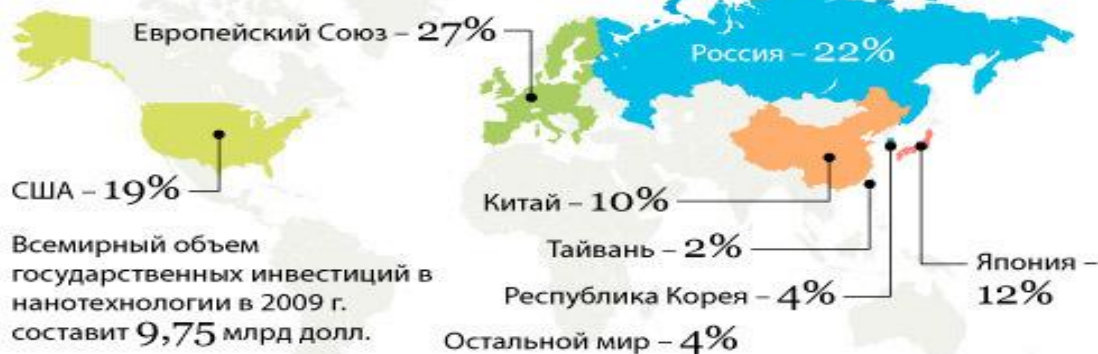 Европейский Союз – 27%
Россия – 22%
США – 19%
Китай – 10%
Тайвань – 2%
Республика Корея – 4%
Япония –
12%
Остальной мир – 4%
Всемирный объем
государственных инвестиций в
нанотехнологии в 2009 г.
составит 9,75 млрд долл.